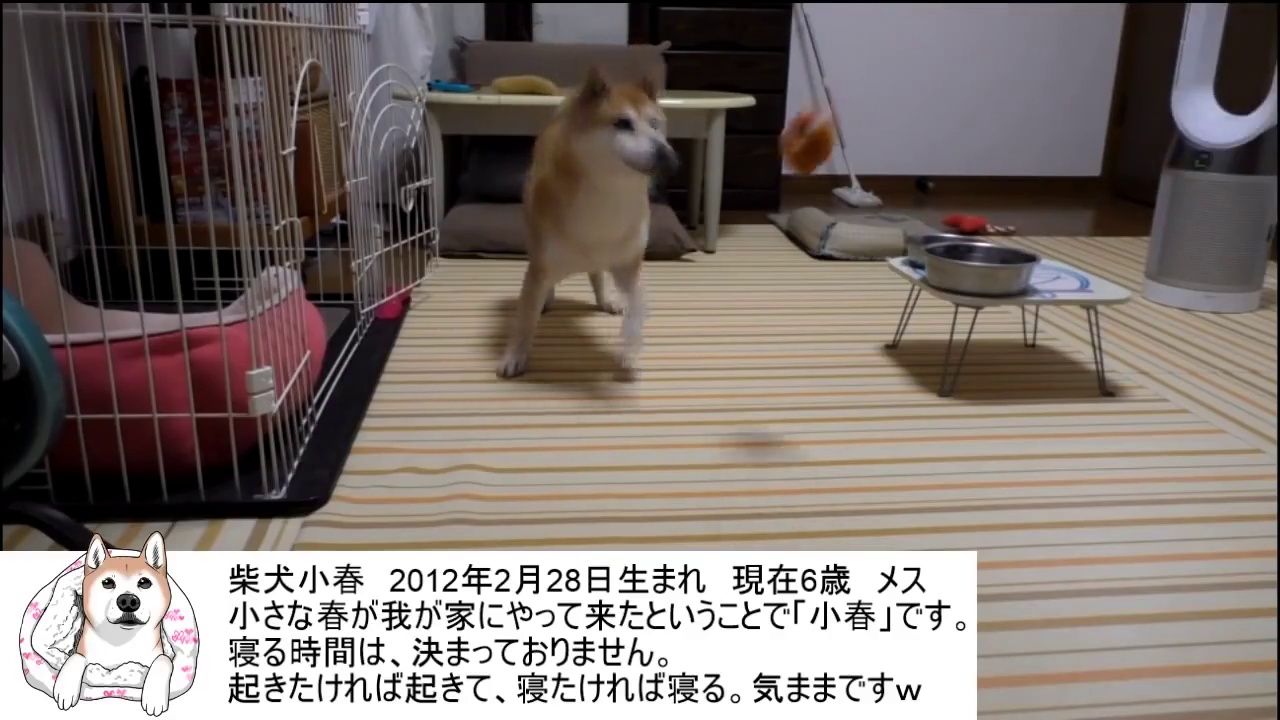 柴犬小春　2012年2月28日生まれ　現在6歳　メス
小さな春が我が家にやって来たということで「小春」です。
寝る時間は、決まっておりません。
起きたければ起きて、寝たければ寝る。気ままですｗ